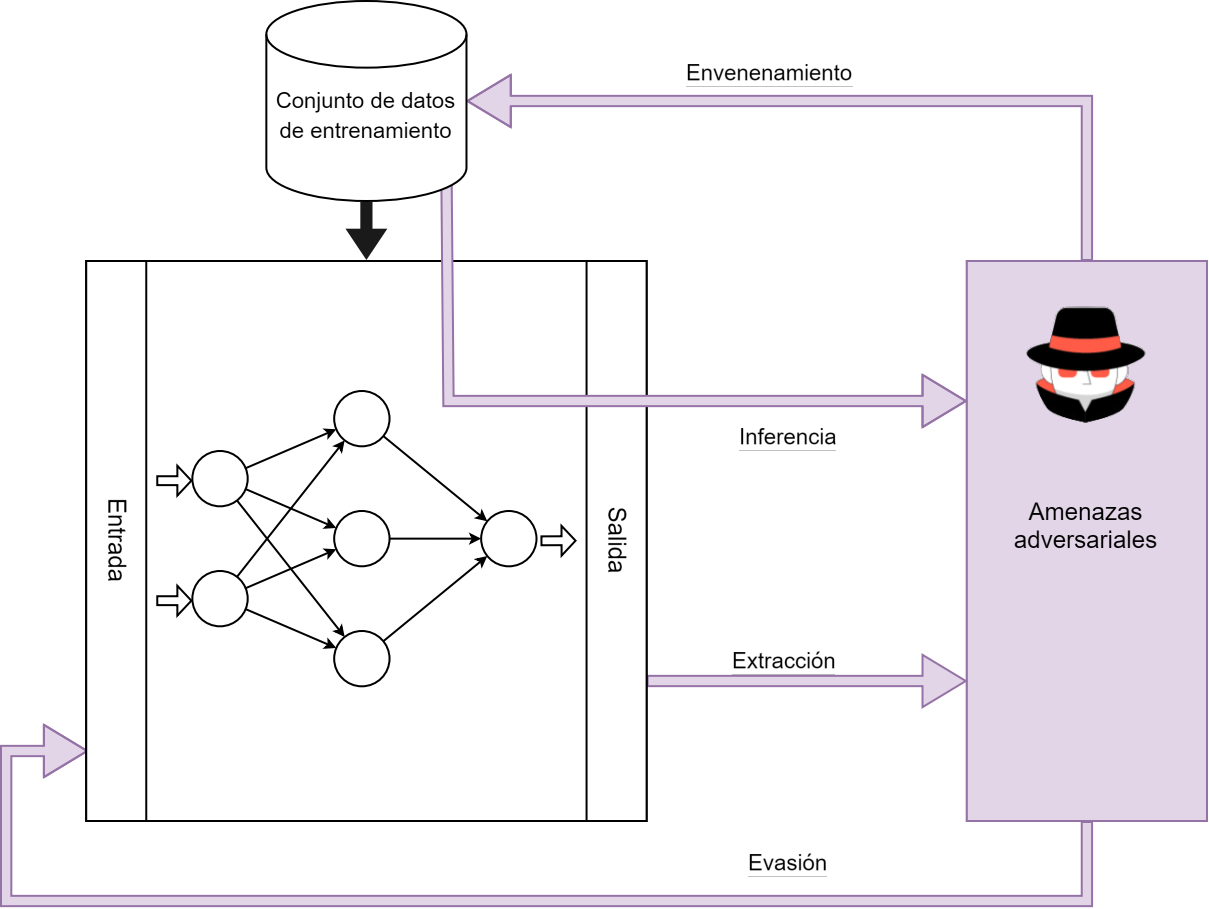 Envenenamiento
Conjunto de datos
de entrenamiento
Inferencia
Entrada
Salida
Amenazas
adversariales
Extracción
Evasión